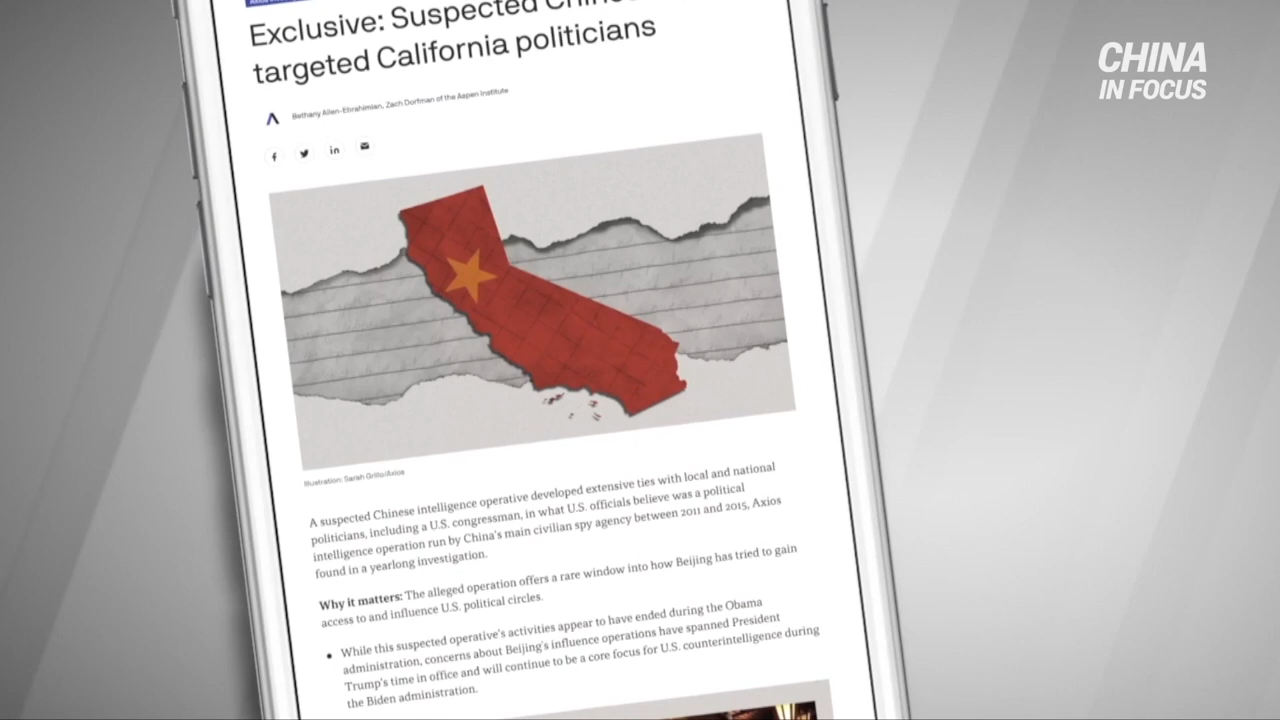 Exclusive: Suspected
targeted California politicians
CHINA
IN FOCUS
Bethany Allen-Ebrahimian, Zach Dorfman of the Aspen Institute
f
in
Illustration: Sarah Grillo/Axios
A suspected Chinese intelligence operative developed extensive ties with local and national
politicians, including a U.S. congressman, in what U.S. officials believe was a political
intelligence operation run by China's main civilian spy agency between 2011 and 2015, Axios
found in a yearlong investigation.
Why it matters: The alleged operation offers a rare window into how Beijing has tried to gain
access to and influence U.S. political circles.
• While this suspected operative's activities appear to have ended during the Obama
administration, concerns about Beijing's influence operations have spanned President
Trump's time in office and will continue to be a core focus for U.S. counterintelligence during
the Biden administration.